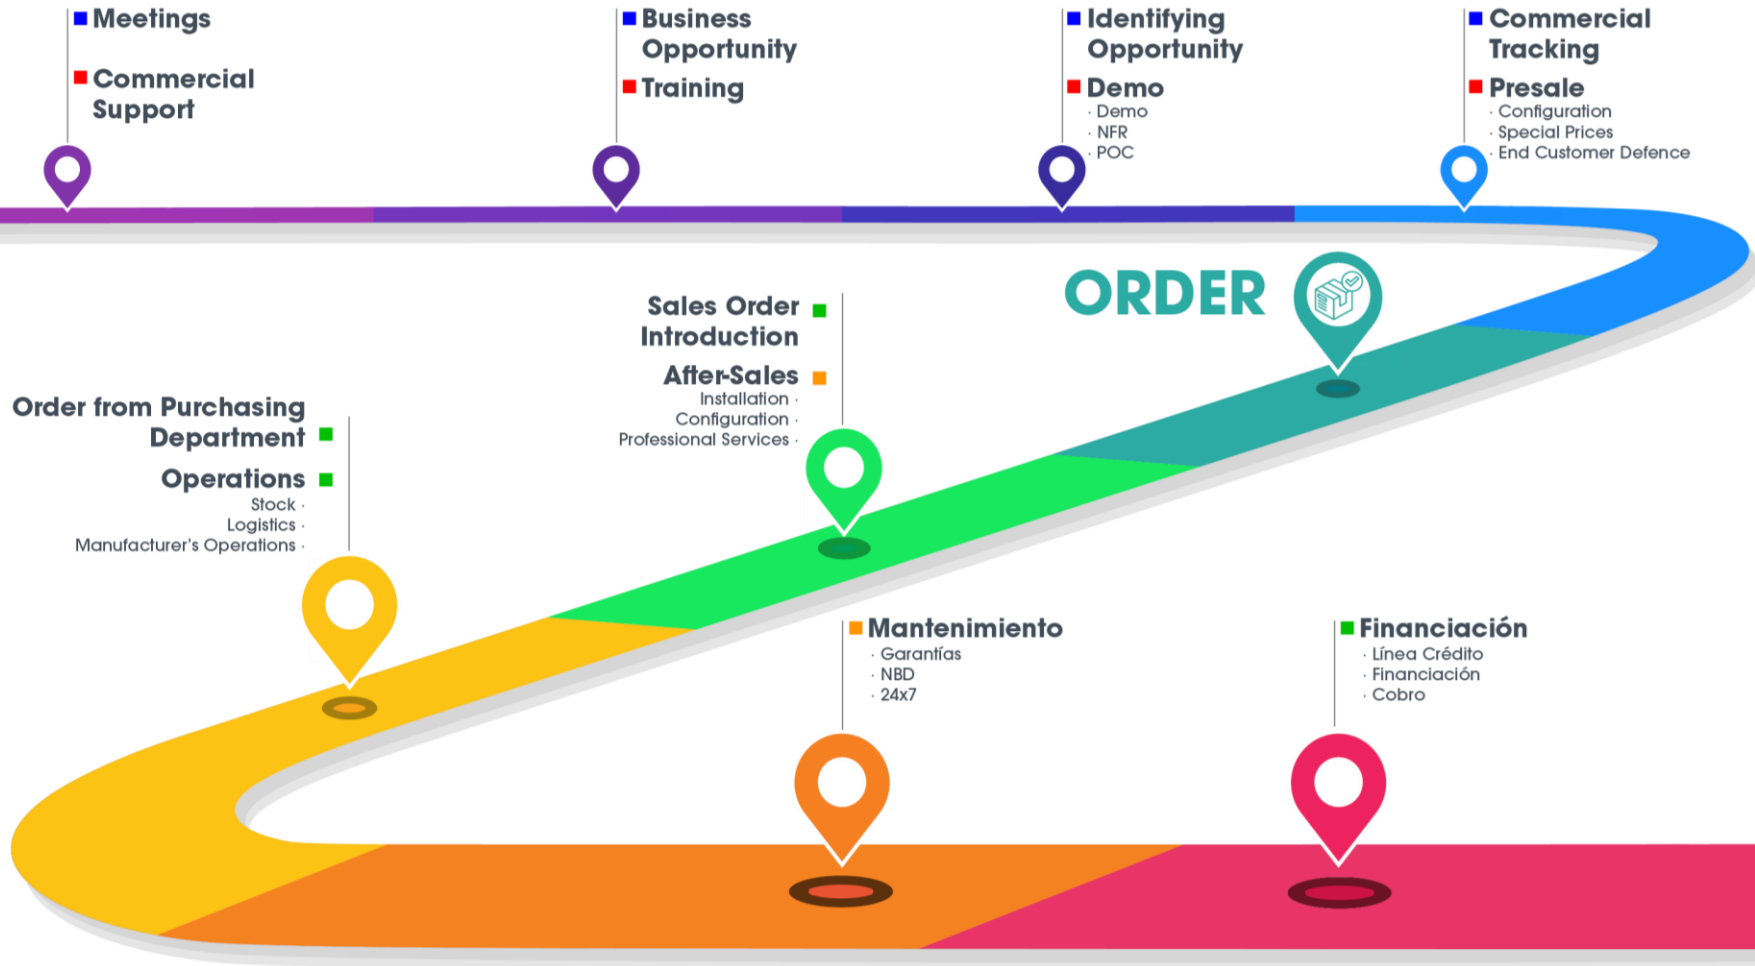 Meetings
Commercial
Support
Business
Opportunity
Training
Identifying
Opportunity
Demo
· Demo
· NFR
· POC
Commercial
Tracking
Presale
· Configuration
· Special Prices
· End Customer Defence
ORDER
Sales Order
Introduction
After-Sales
Installation ·
Configuration ·
Professional Services ·
Order from Purchasing
Department
Operations
Stock ·
Logistics ·
Manufacturer's Operations ·
Mantenimiento
· Garantías
· NBD
· 24x7
Financiación
· Línea Crédito
· Financiación
· Cobro